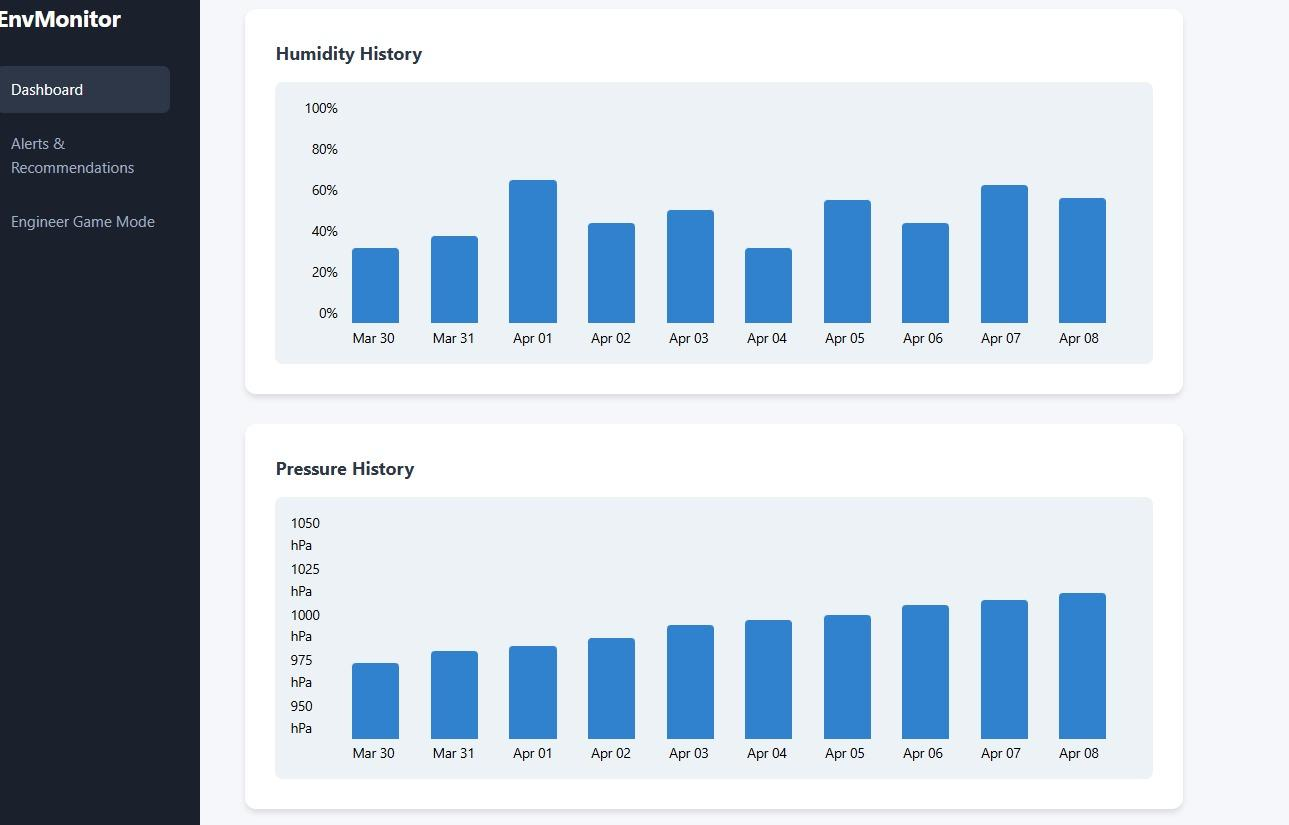 EnvMonitor
Dashboard
Alerts &
Recommendations
Engineer Game Mode
Humidity History
100%
80%
60%
40%
20%
0%
Mar 30 Mar 31 Apr 01 Apr 02 Apr 03 Apr 04 Apr 05 Apr 06 Apr 07 Apr 08
Pressure History
1050
hPa
1025
hPa
1000
hPa
975
hPa
950
hPa
Mar 30 Mar 31 Apr 01 Apr 02 Apr 03 Apr 04 Apr 05 Apr 06 Apr 07 Apr 08